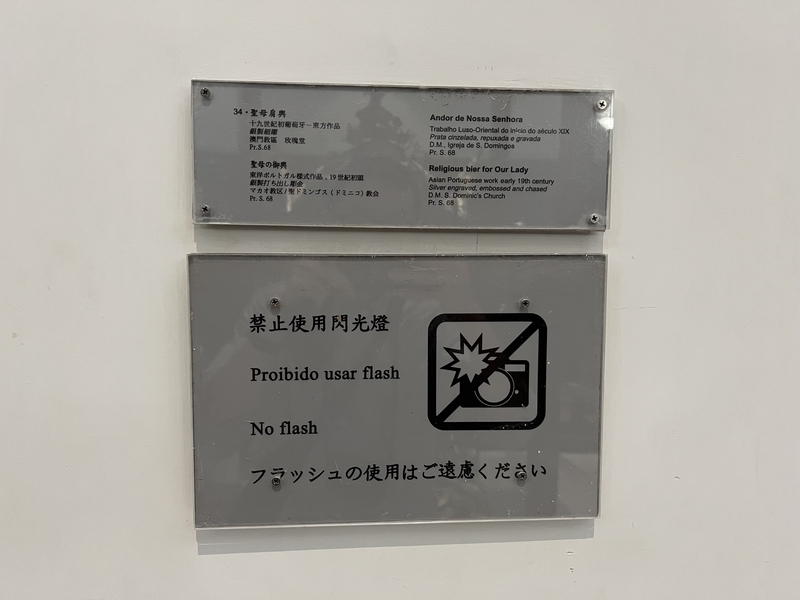 34・聖母肩輿
十九世紀初葡萄牙－東方作品
銀製細雕
澳門教區　玫瑰堂
Pr.S.68
聖母の御輿
東洋ポルトガル様式作品，19世紀初頭
銀製打ち出し彫金
マカオ教区/聖ドミンゴス（ドミニコ）教会
Pr. S. 68
Andor de Nossa Senhora
Trabalho Luso-Oriental do início do século XIX
Prata cinzelada, repuxada e gravada
D.M., Igreja de S. Domingos
Pr. S. 68
Religious bier for Our Lady
Asian Portuguese work early 19th century
Silver engraved, embossed and chased
D.M. S. Dominic's Church
Pr. S. 68
禁止使用閃光燈
Proibido usar flash
No flash
フラッシュの使用はご遠慮ください